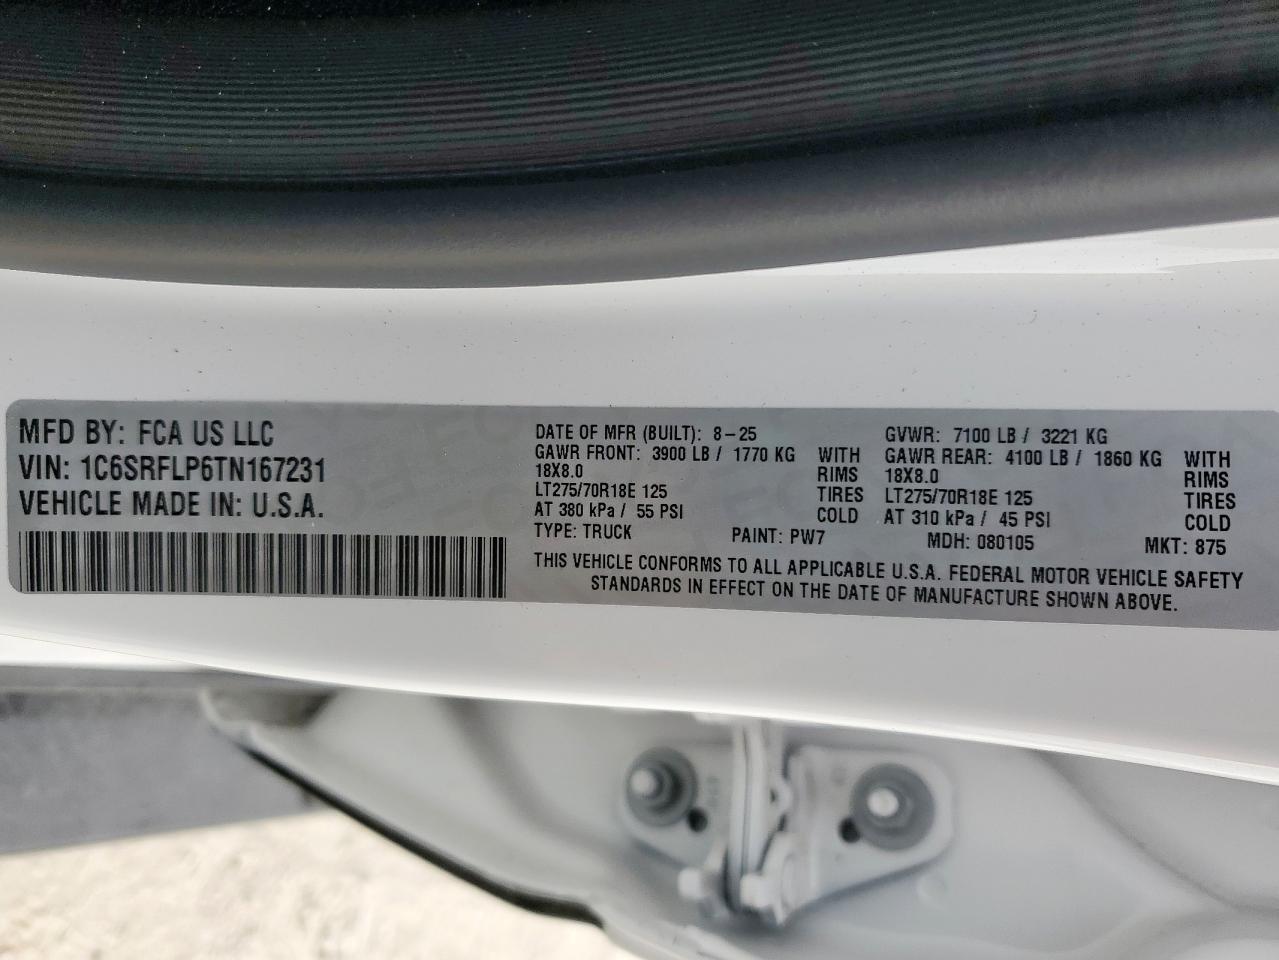 MFD BY: FCA US LLC
VIN: 1C6SRFLP6TN167231
VEHICLE MADE IN: U.S.A.
DATE OF MFR (BUILT): 8-25
GAWR FRONT: 3900 LB / 1770 KG WITH
18X8.0 RIMS
LT275/70R18E 125 TIRES
AT 380 kPa / 55 PSI COLD
TYPE: TRUCK PAINT: PW7
GVWR: 7100 LB / 3221 KG
GAWR REAR: 4100 LB / 1860 KG WITH
18X8.0 RIMS
LT275/70R18E 125 TIRES
AT 310 kPa / 45 PSI COLD
MDH: 080105 MKT: 875
THIS VEHICLE CONFORMS TO ALL APPLICABLE U.S.A. FEDERAL MOTOR VEHICLE SAFETY
STANDARDS IN EFFECT ON THE DATE OF MANUFACTURE SHOWN ABOVE.